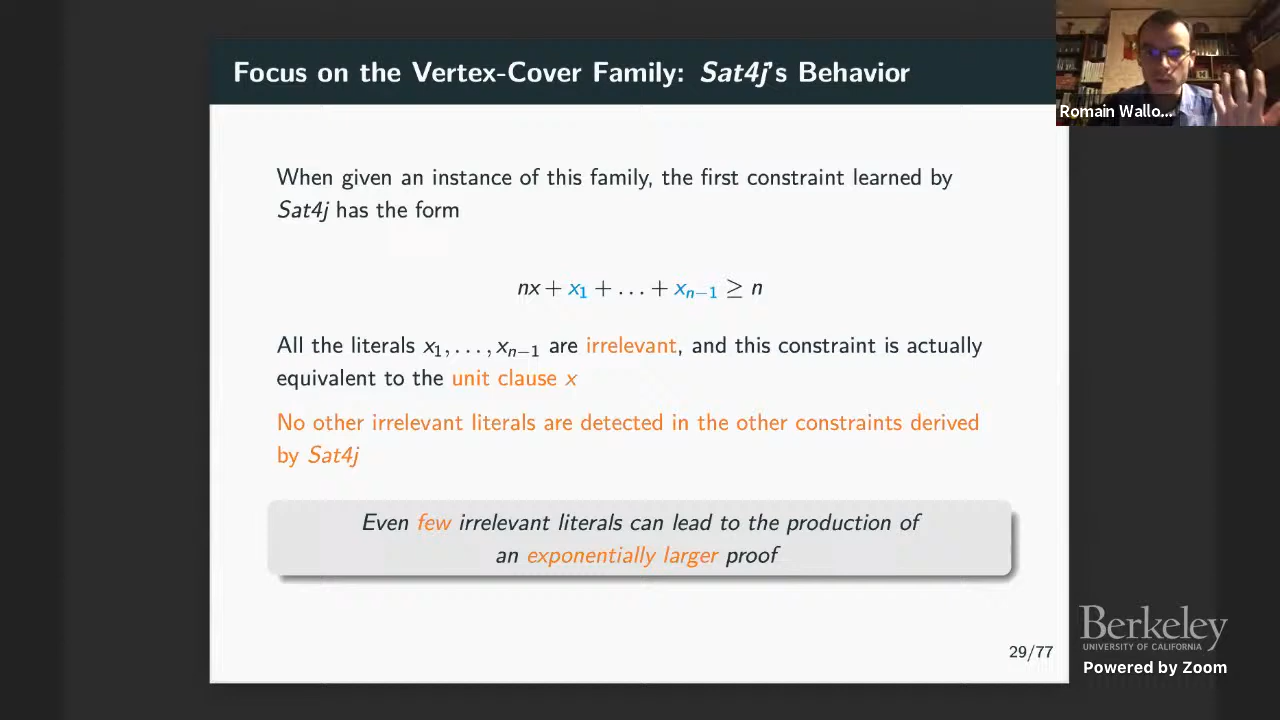 Focus on the Vertex-Cover Family: Sat4j's Behavior
Romain Wallo...
When given an instance of this family, the first constraint learned by
Sat4j has the form
nx + x₁ + . . . + xₙ₋₁ ≥ n
All the literals x₁, . . . , xₙ₋₁ are irrelevant, and this constraint is actually
equivalent to the unit clause x
No other irrelevant literals are detected in the other constraints derived
by Sat4j
Even few irrelevant literals can lead to the production of
an exponentially larger proof
29/77
Berkeley
UNIVERSITY OF CALIFORNIA
Powered by Zoom